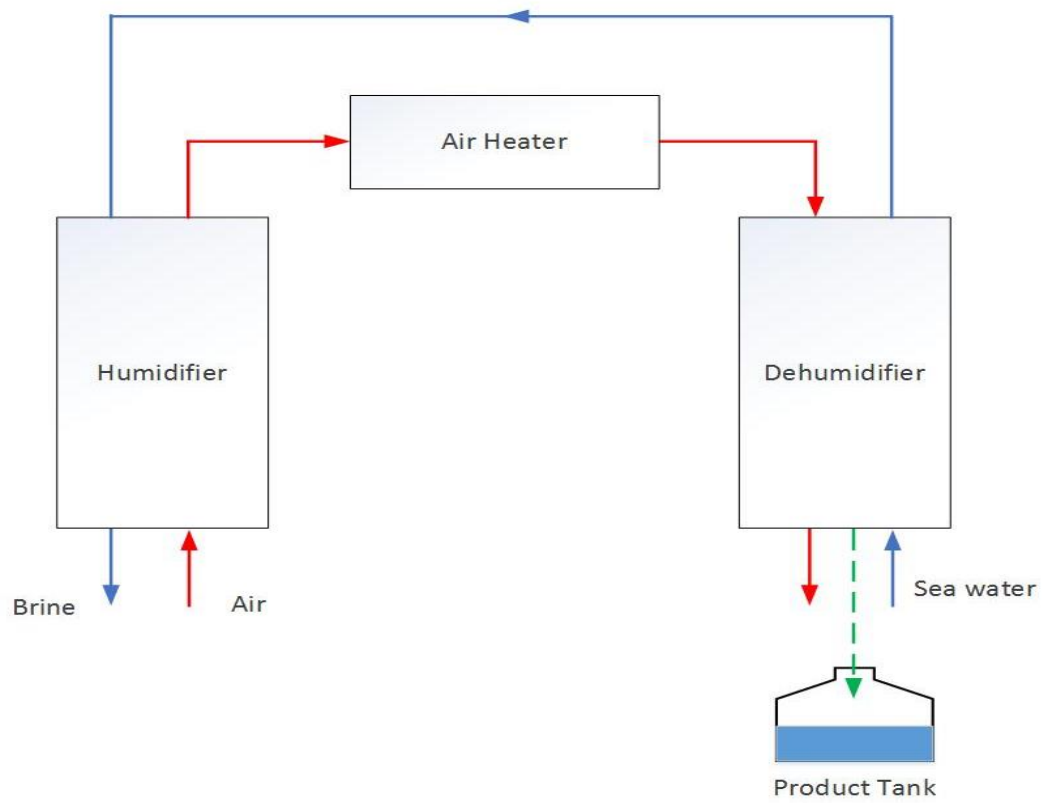 Air Heater
Humidifier
Dehumidifier
Brine
Air
Sea water
Product Tank